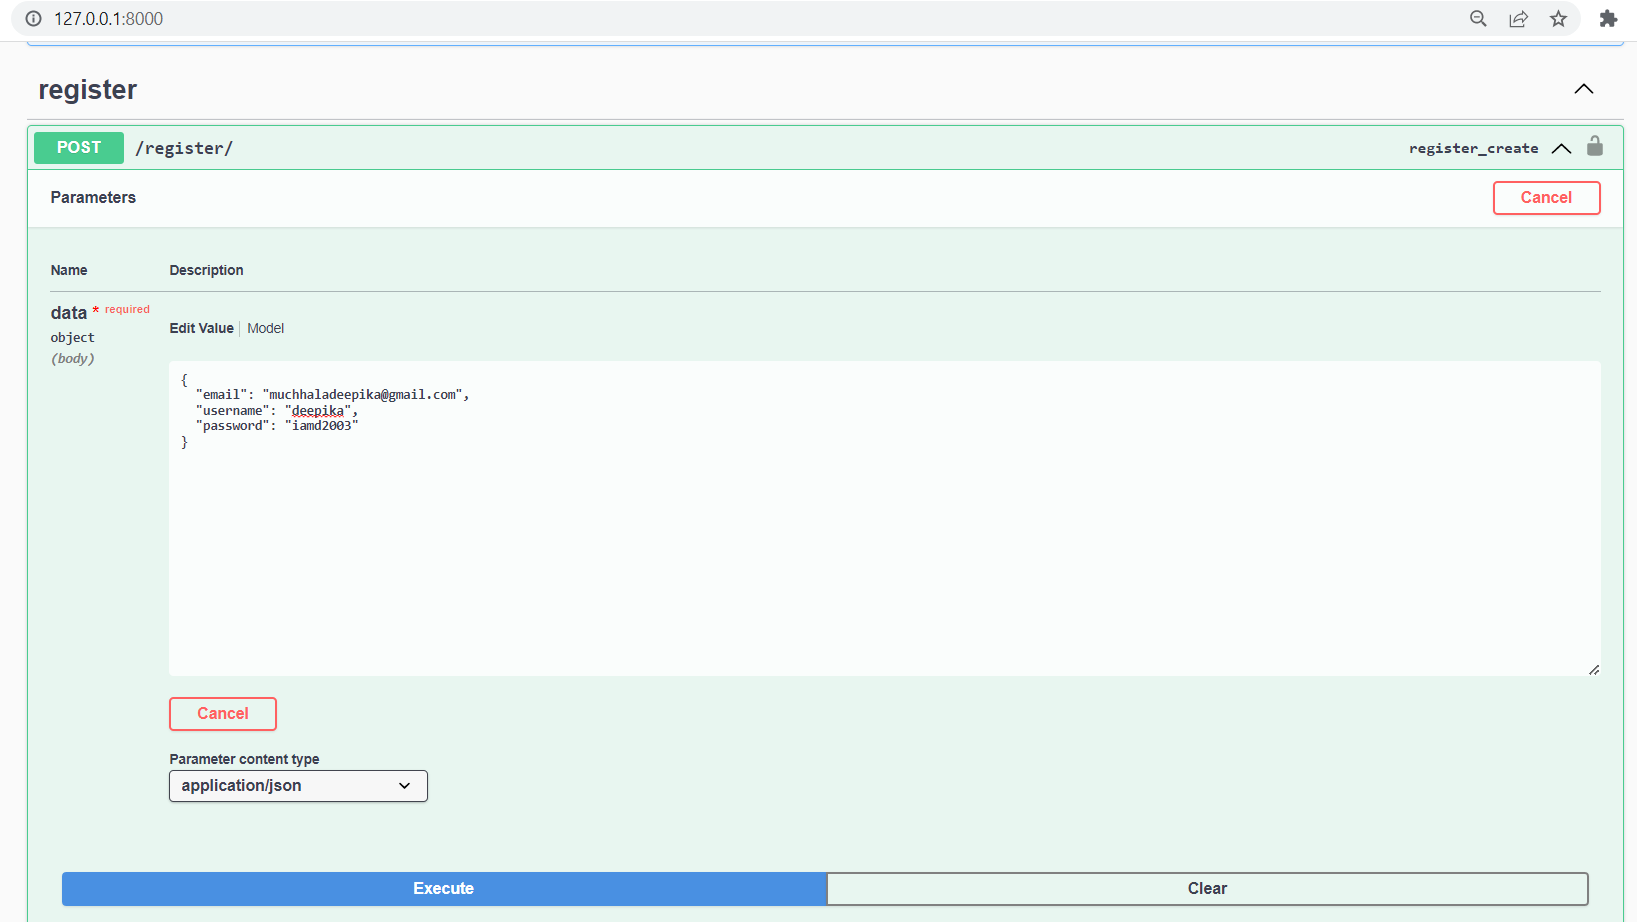 127.0.0.1:8000
register
POST /register/ register_create
Parameters Cancel
Name Description
data * required
object
(body)
Edit Value Model
{
"email": "muchhaladeepika@gmail.com",
"username": "deepika",
"password": "iamd2003"
}
Cancel
Parameter content type
application/json
Execute Clear